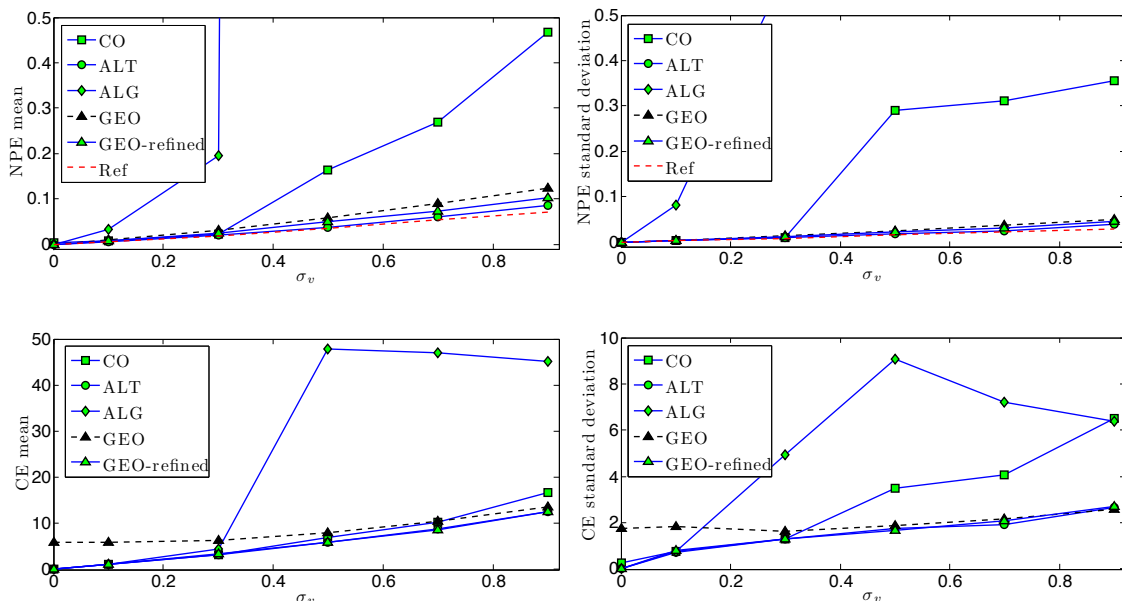 0.5
0.4
0.3
0.2
0.1
0
0
0.2
0.4
0.6
0.8
NPE mean
σv
CO
ALT
ALG
GEO
GEO-refined
Ref
0.5
0.4
0.3
0.2
0.1
0
0
0.2
0.4
0.6
0.8
NPE standard deviation
σv
CO
ALT
ALG
GEO
GEO-refined
Ref
50
40
30
20
10
0
0
0.2
0.4
0.6
0.8
CE mean
σv
CO
ALT
ALG
GEO
GEO-refined
10
8
6
4
2
0
0
0.2
0.4
0.6
0.8
CE standard deviation
σv
CO
ALT
ALG
GEO
GEO-refined